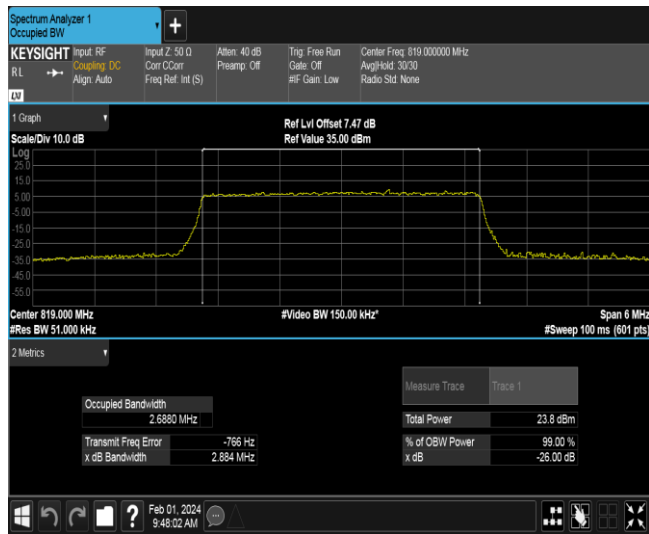 Spectrum Analyzer 1
Occupied BW
+
KEYSIGHT Input: RF Input Z: 50 Ω Atten: 40 dB Trig: Free Run Center Freq: 819.000000 MHz
RL Coupling: DC Corr CCorr Preamp: Off Gate: Off Avg|Hold: 30/30
Align: Auto Freq Ref: Int (S) #IF Gain: Low Radio Std: None
LXI
1 Graph
Ref Lvl Offset 7.47 dB
Scale/Div 10.0 dB Ref Value 35.00 dBm
Log
25.0
15.0
5.00
-5.00
-15.0
-25.0
-35.0
-45.0
-55.0
Center 819.000 MHz #Video BW 150.00 kHz* Span 6 MHz
#Res BW 51.000 kHz #Sweep 100 ms (601 pts)
2 Metrics
Measure Trace Trace 1
Occupied Bandwidth
2.6880 MHz Total Power 23.8 dBm
Transmit Freq Error -766 Hz % of OBW Power 99.00 %
x dB Bandwidth 2.884 MHz x dB -26.00 dB
? Feb 01, 2024
9:48:02 AM